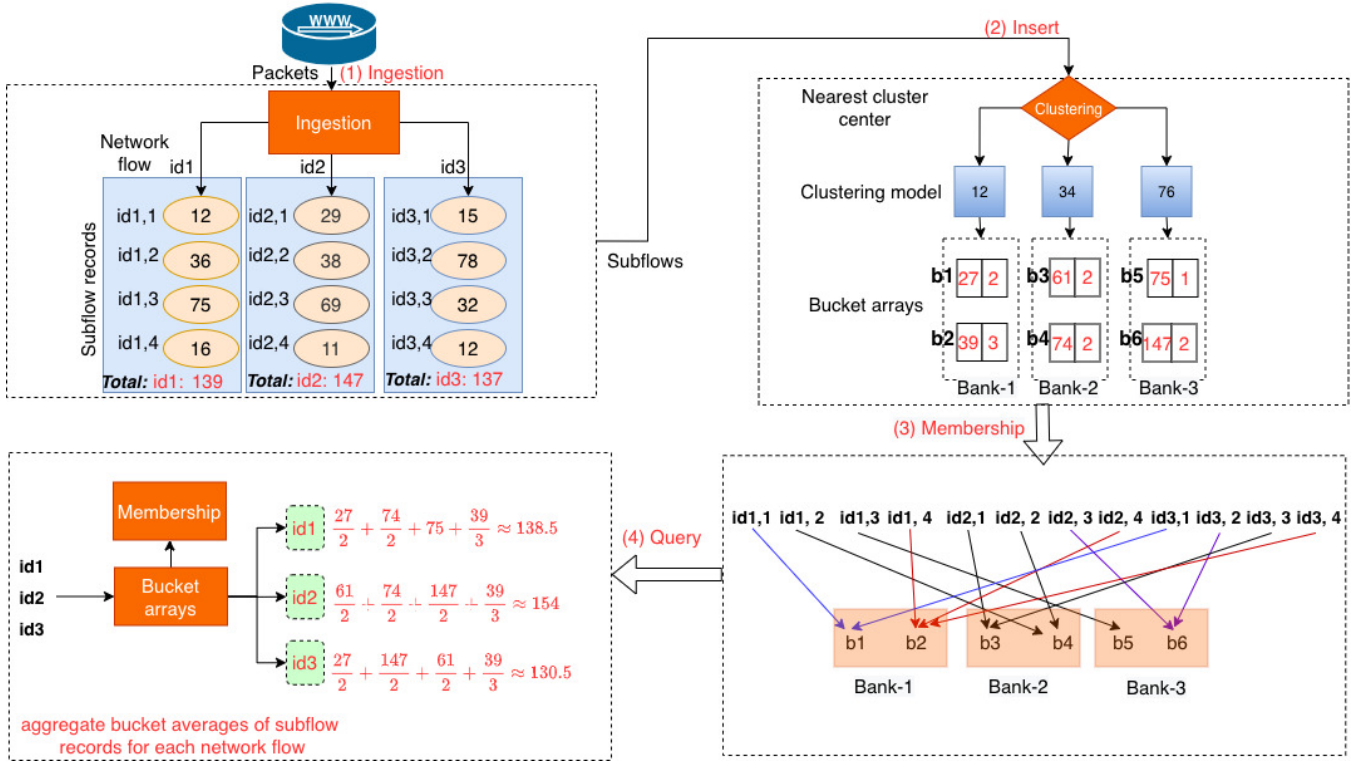 WWW
Packets
(1) Ingestion
Ingestion
Network
flow
id1
id2
id3
Subflow records
id1,1
12
id1,2
36
id1,3
75
id1,4
16
Total: id1: 139
id2,1
29
id2,2
38
id2,3
69
id2,4
11
Total: id2: 147
id3,1
15
id3,2
78
id3,3
32
id3,4
12
Total: id3: 137
Subflows
(2) Insert
Nearest cluster
center
Clustering
Clustering model
12
34
76
Bucket arrays
b1 27 2
b3 61 2
b5 75 1
b2 39 3
b4 74 2
b6 147 2
Bank-1
Bank-2
Bank-3
(3) Membership
id1,1 id1, 2 id1,3 id1, 4 id2,1 id2, 2 id2, 3 id2, 4 id3,1 id3, 2 id3, 3 id3, 4
b1 b2 b3 b4 b5 b6
Bank-1
Bank-2
Bank-3
(4) Query
Membership
id1
id2
id3
Bucket
arrays
id1 27/2 + 74/2 + 75 + 39/3 ≈ 138.5
id2 61/2 + 74/2 + 147/2 + 39/3 ≈ 154
id3 27/2 + 147/2 + 61/2 + 39/3 ≈ 130.5
aggregate bucket averages of subflow
records for each network flow